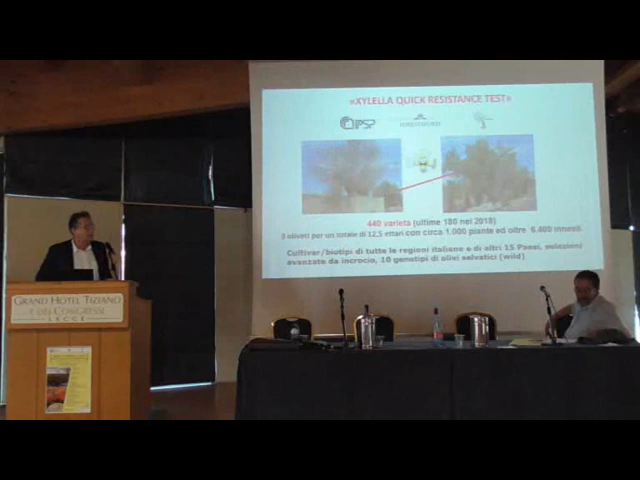 «XYLELLA QUICK RESISTANCE TEST»
IPSP
440 varietà (ultime 180 nel 2018)
3 oliveti per un totale di 12,5 ettari con circa 1.000 piante ed oltre 6.400 innesti
Cultivar/biotipi di tutte le regioni italiane e di altri 15 Paesi, selezioni
avanzate da incrocio, 10 genotipi di olivi selvatici (wild)
GRAND HOTEL TIZIANO
E DEI CONGRESSI
LECCE